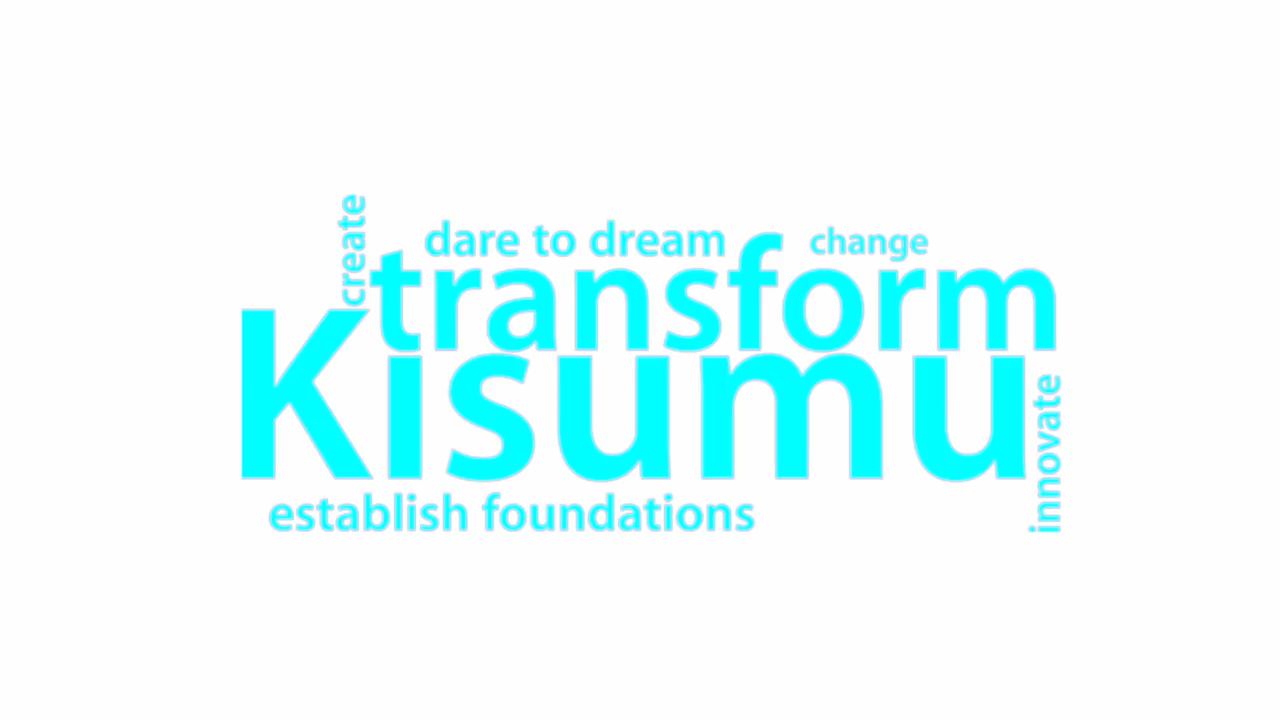 create
dare to dream
change
transform
Kisumu
innovate
establish foundations